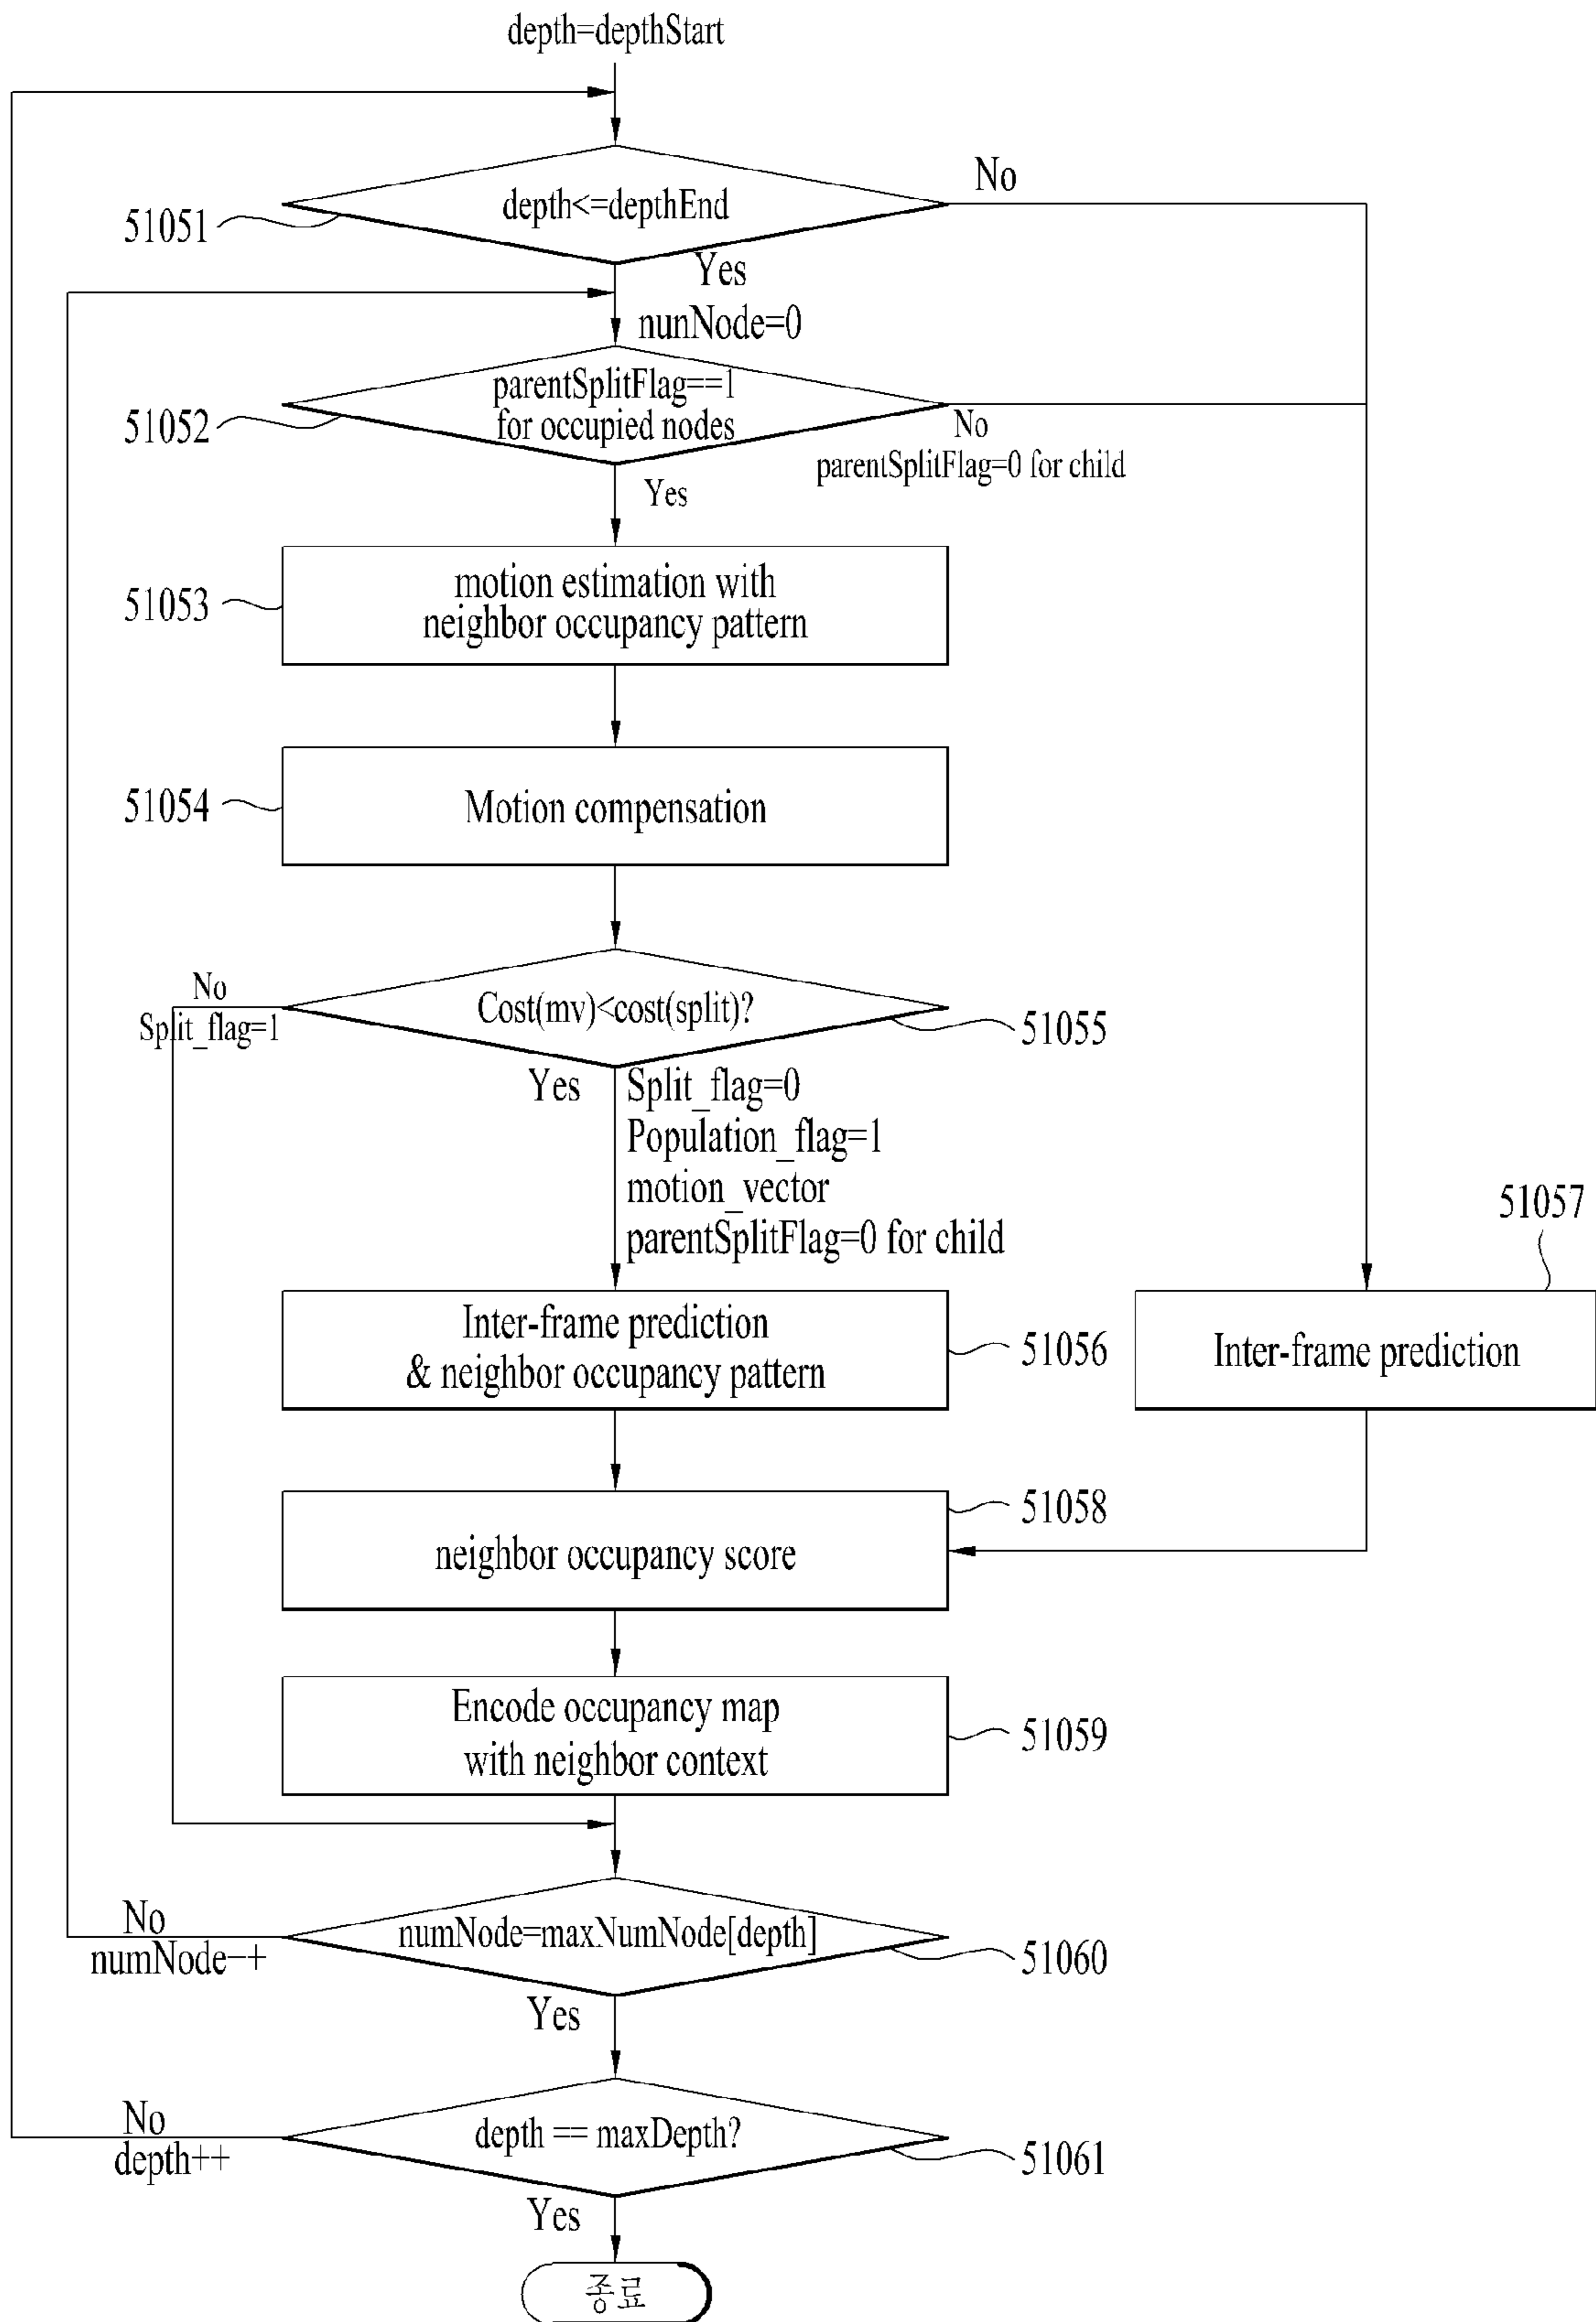 depth=depthStart
depth<=depthEnd
No
51051
Yes
nunNode=0
parentSplitFlag==1
for occupied nodes
51052
No
parentSplitFlag=0 for child
Yes
motion estimation with
neighbor occupancy pattern
51053
Motion compensation
51054
Cost(mv)<cost(split)?
No
Split_flag=1
51055
Yes
Split_flag=0
Population_flag=1
motion_vector
parentSplitFlag=0 for child
51057
Inter-frame prediction
& neighbor occupancy pattern
51056
Inter-frame prediction
51058
neighbor occupancy score
Encode occupancy map
with neighbor context
51059
No
numNode-+
numNode=maxNumNode[depth]
51060
Yes
No
depth++
depth == maxDepth?
51061
Yes
종료